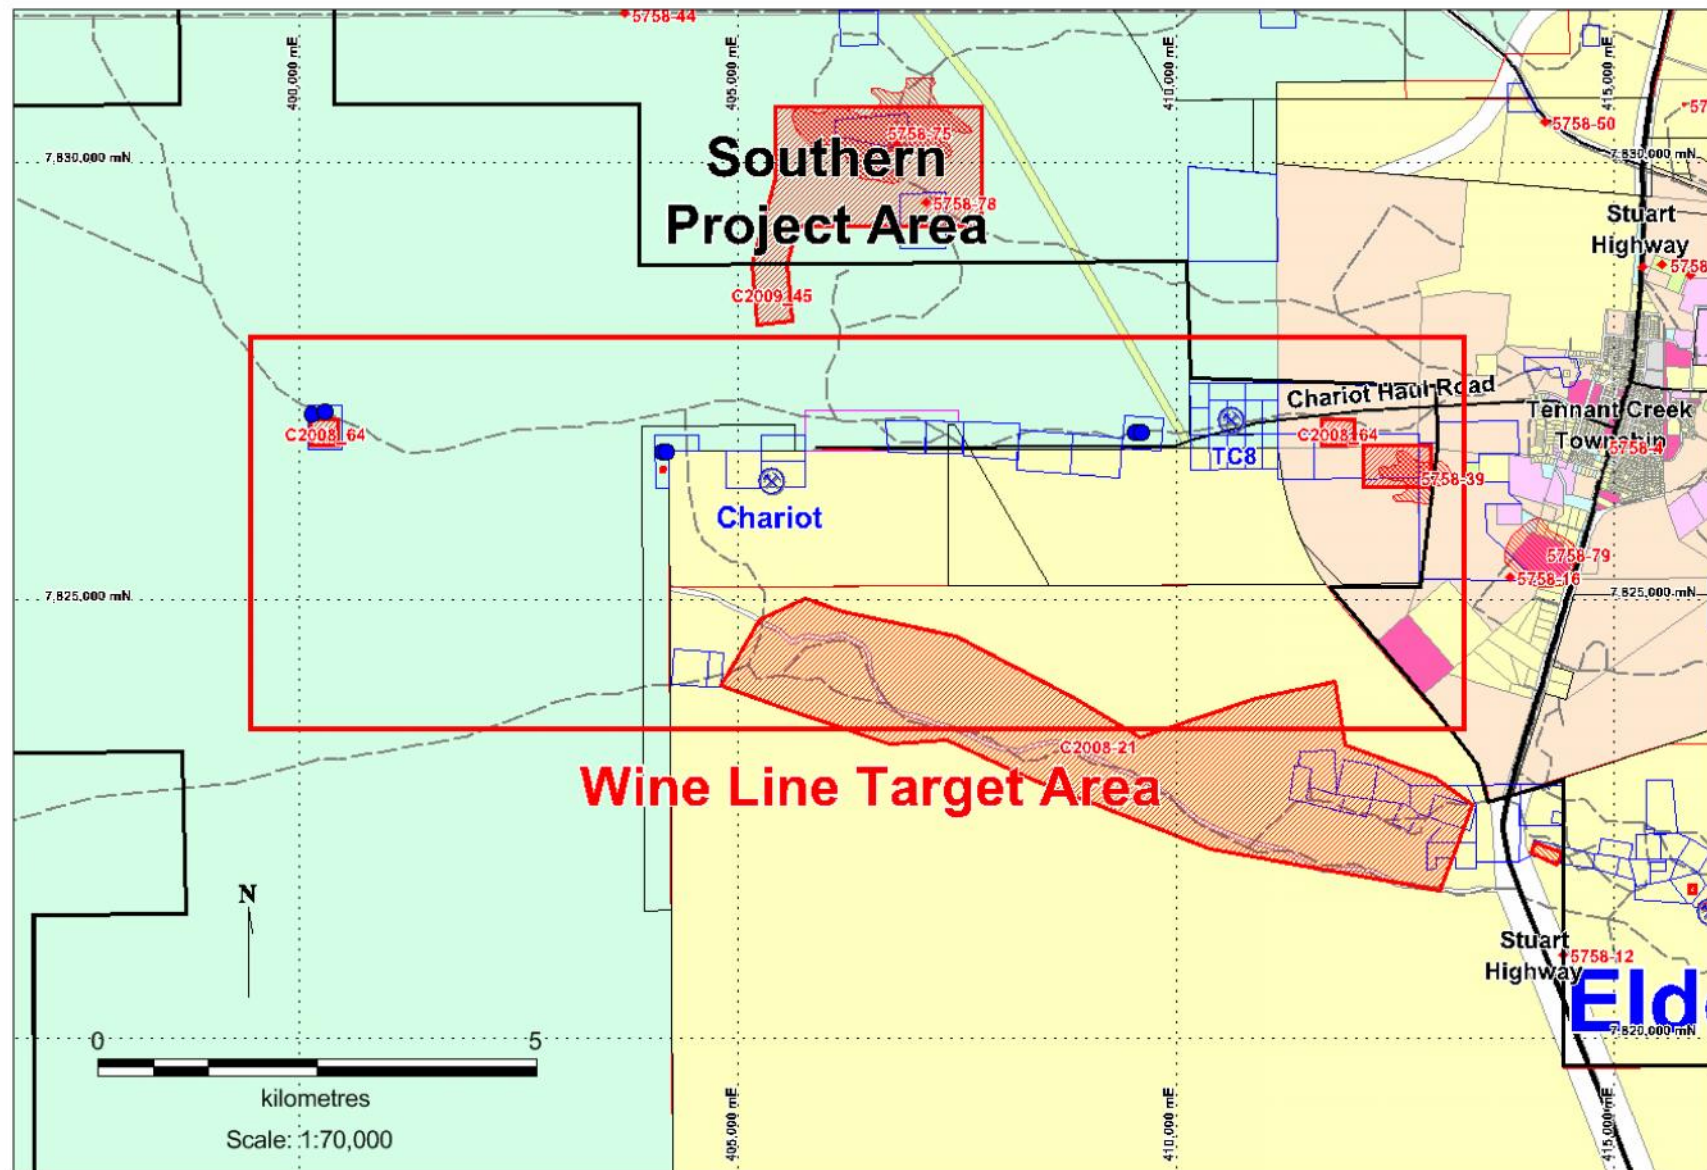 5758-44
400,000 mE
405,000 mE
410,000 mE
415,000 mE
5758-50
5758-75
7,830,000 mN
7,830,000 mN
Southern
Project Area
5758-78
Stuart
Highway
C2009_45
Chariot Haul Road
Tennant Creek
Township
5758-4
C2008_64
C2008_64
TC8
5758-39
Chariot
5758-79
5758-16
7,825,000 mN
7,825,000 mN
C2008-21
Wine Line Target Area
N
Stuart
Highway
5758-12
Eld
7,820,000 mN
0
5
kilometres
Scale: 1:70,000
405,000 mE
410,000 mE
415,000 mE